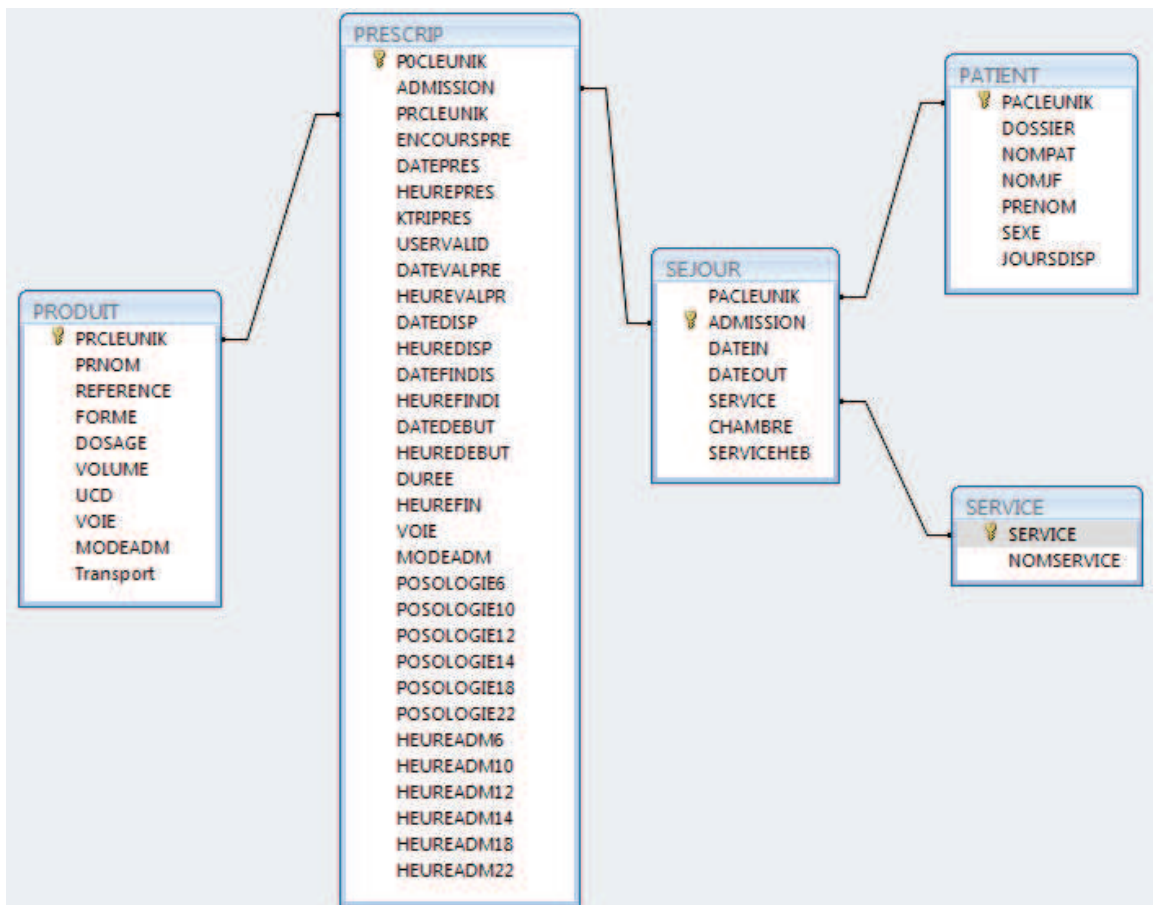 PRODUIT
PRCLEUNIK
PRNOM
REFERENCE
FORME
DOSAGE
VOLUME
UCD
VOIE
MODEADM
Transport
PRESCRIP
P0CLEUNIK
ADMISSION
PRCLEUNIK
ENCOURSPRE
DATEPRES
HEUREPRES
KTRIPRES
USERVALID
DATEVALPRE
HEUREVALPR
DATEDISP
HEUREDISP
DATEFINDIS
HEUREFINDI
DATEDEBUT
HEUREDEBUT
DUREE
HEUREFIN
VOIE
MODEADM
POSOLOGIE6
POSOLOGIE10
POSOLOGIE12
POSOLOGIE14
POSOLOGIE18
POSOLOGIE22
HEUREADM6
HEUREADM10
HEUREADM12
HEUREADM14
HEUREADM18
HEUREADM22
SEJOUR
PACLEUNIK
ADMISSION
DATEIN
DATEOUT
SERVICE
CHAMBRE
SERVICEHEB
PATIENT
PACLEUNIK
DOSSIER
NOMPAT
NOMJF
PRENOM
SEXE
JOURSDISP
SERVICE
SERVICE
NOMSERVICE